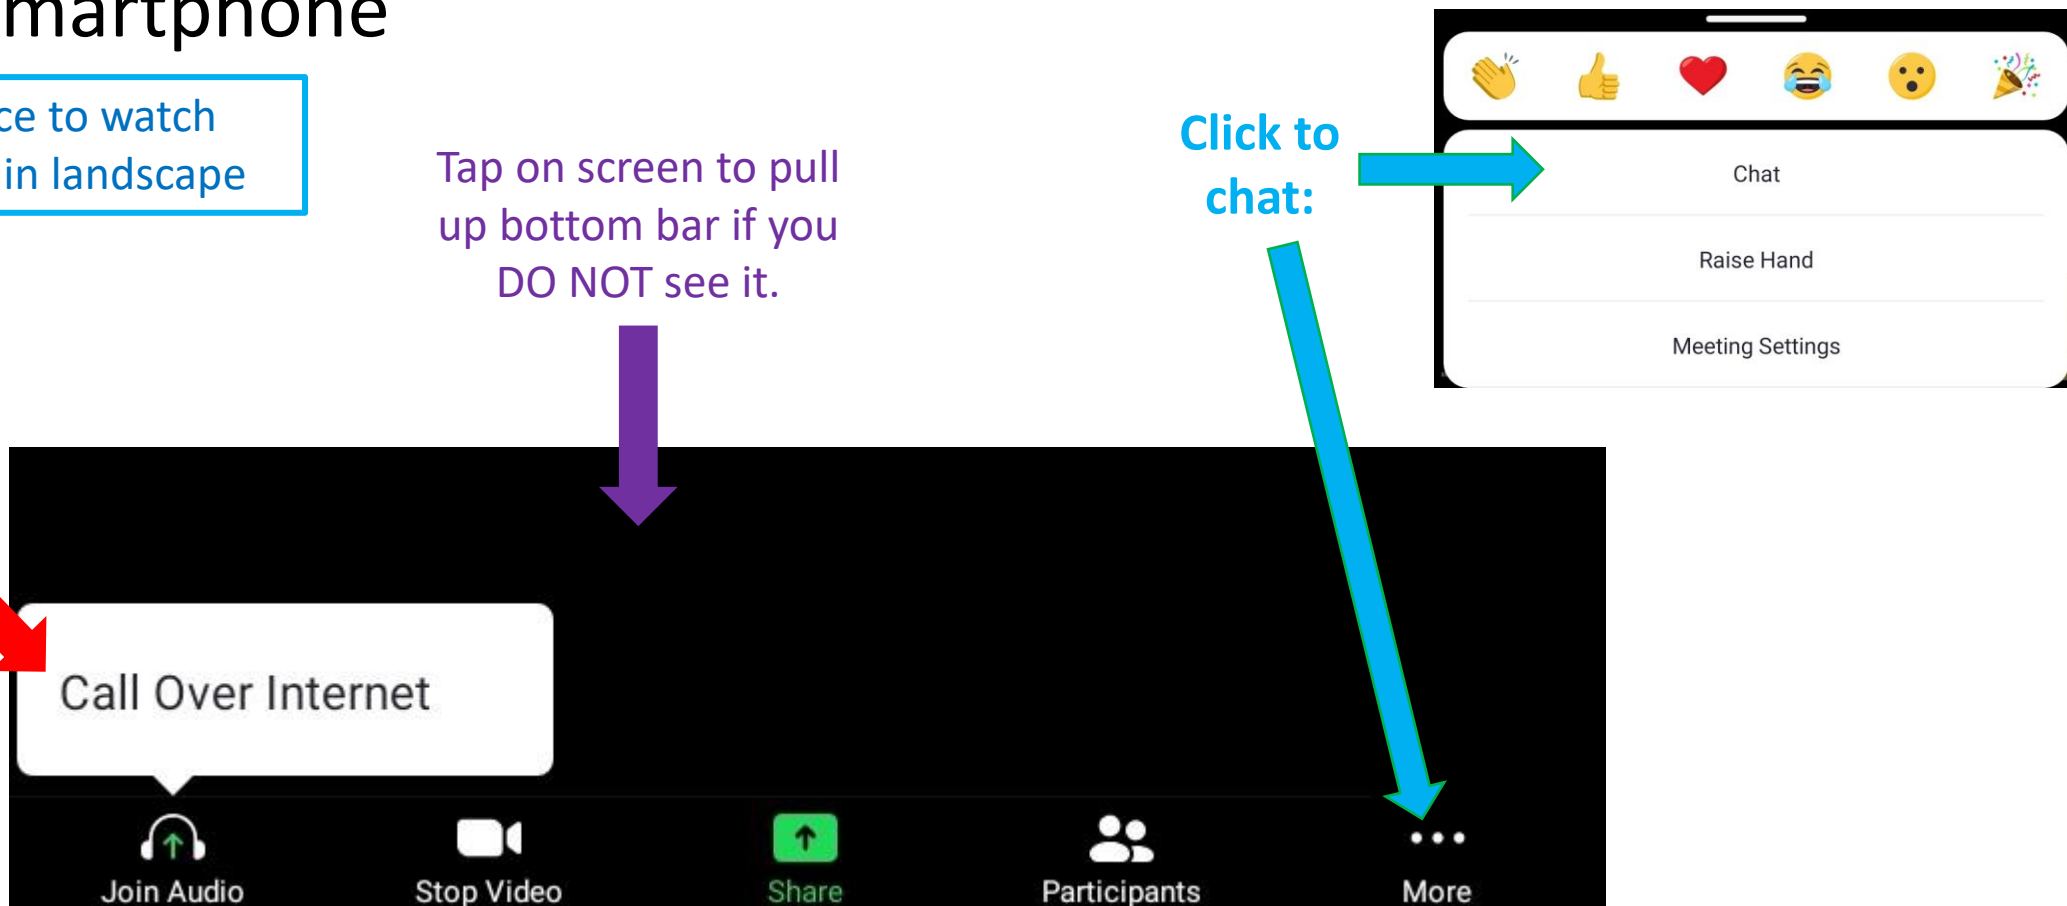 martphone
ce to watch
in landscape
Tap on screen to pull
up bottom bar if you
DO NOT see it.
Click to
chat:
Chat
Raise Hand
Meeting Settings
Call Over Internet
Join Audio
Stop Video
Share
Participants
More